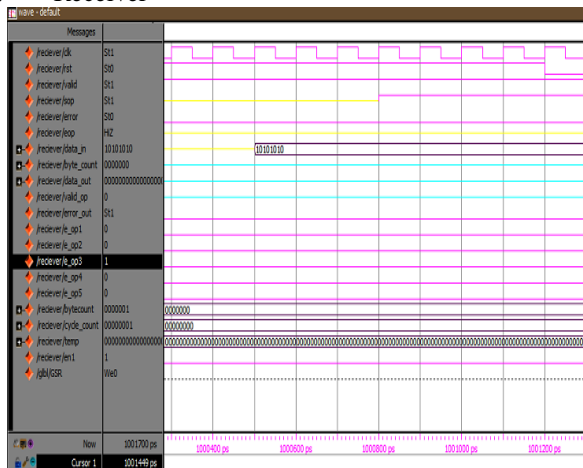 wave - default
Messages
/reciever/clk St1
/reciever/rst St0
/reciever/valid St1
/reciever/sop St1
/reciever/error St0
/reciever/eop HiZ
/reciever/data_in 10101010 10101010
/reciever/byte_count 0000000
/reciever/data_out
/reciever/valid_op 0
/reciever/error_out St1
/reciever/e_op1 0
/reciever/e_op2 0
/reciever/e_op3 1
/reciever/e_op4 0
/reciever/e_op5 0
/reciever/bytecount 0000001 0000000
/reciever/cycle_count 00000001 00000000
/reciever/temp
/reciever/en1 1
/glbl/GSR We0
Now 1001700 ps 1000400 ps 1000600 ps 1000800 ps 1001000 ps 1001200 ps
Cursor 1 1001449 ps